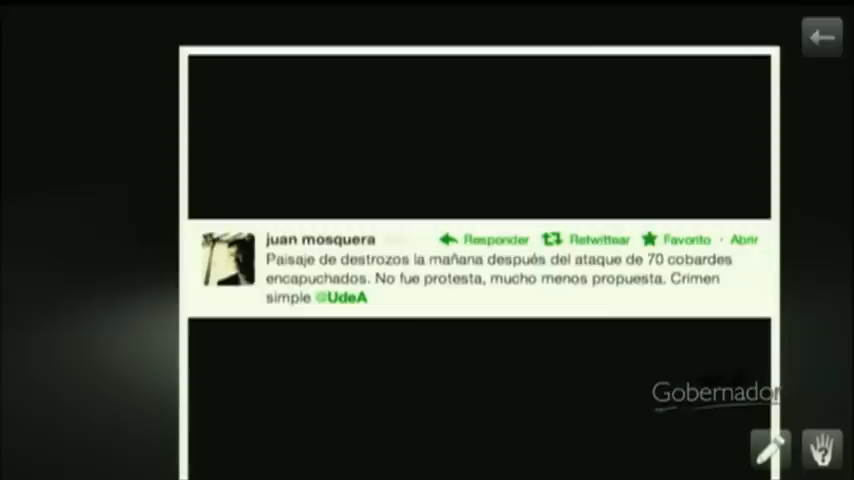 juan mosquera
Responder Retwittear Favorito · Abrir
Paisaje de destrozos la mañana después del ataque de 70 cobardes
encapuchados. No fue protesta, mucho menos propuesta. Crimen
simple @UdeA
Gobernador